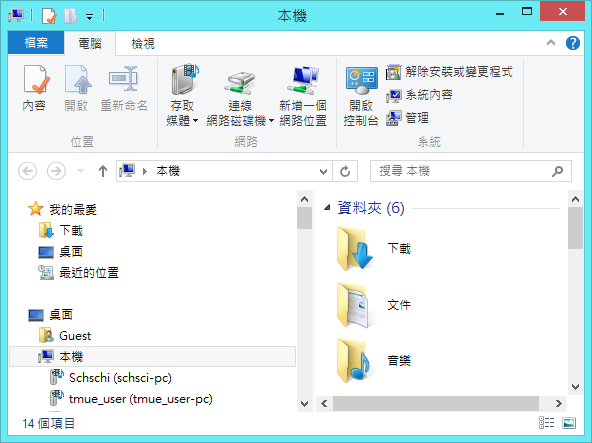 本機
檔案
電腦
檢視
內容
開啟
重新命名
位置
存取
媒體
連線
網路磁碟機
新增一個
網路位置
網路
開啟
控制台
解除安裝或變更程式
系統內容
管理
系統
本機
搜尋 本機
我的最愛
下載
桌面
最近的位置
桌面
Guest
本機
Schschi (schsci-pc)
tmue_user (tmue_user-pc)
資料夾 (6)
下載
文件
音樂
14 個項目